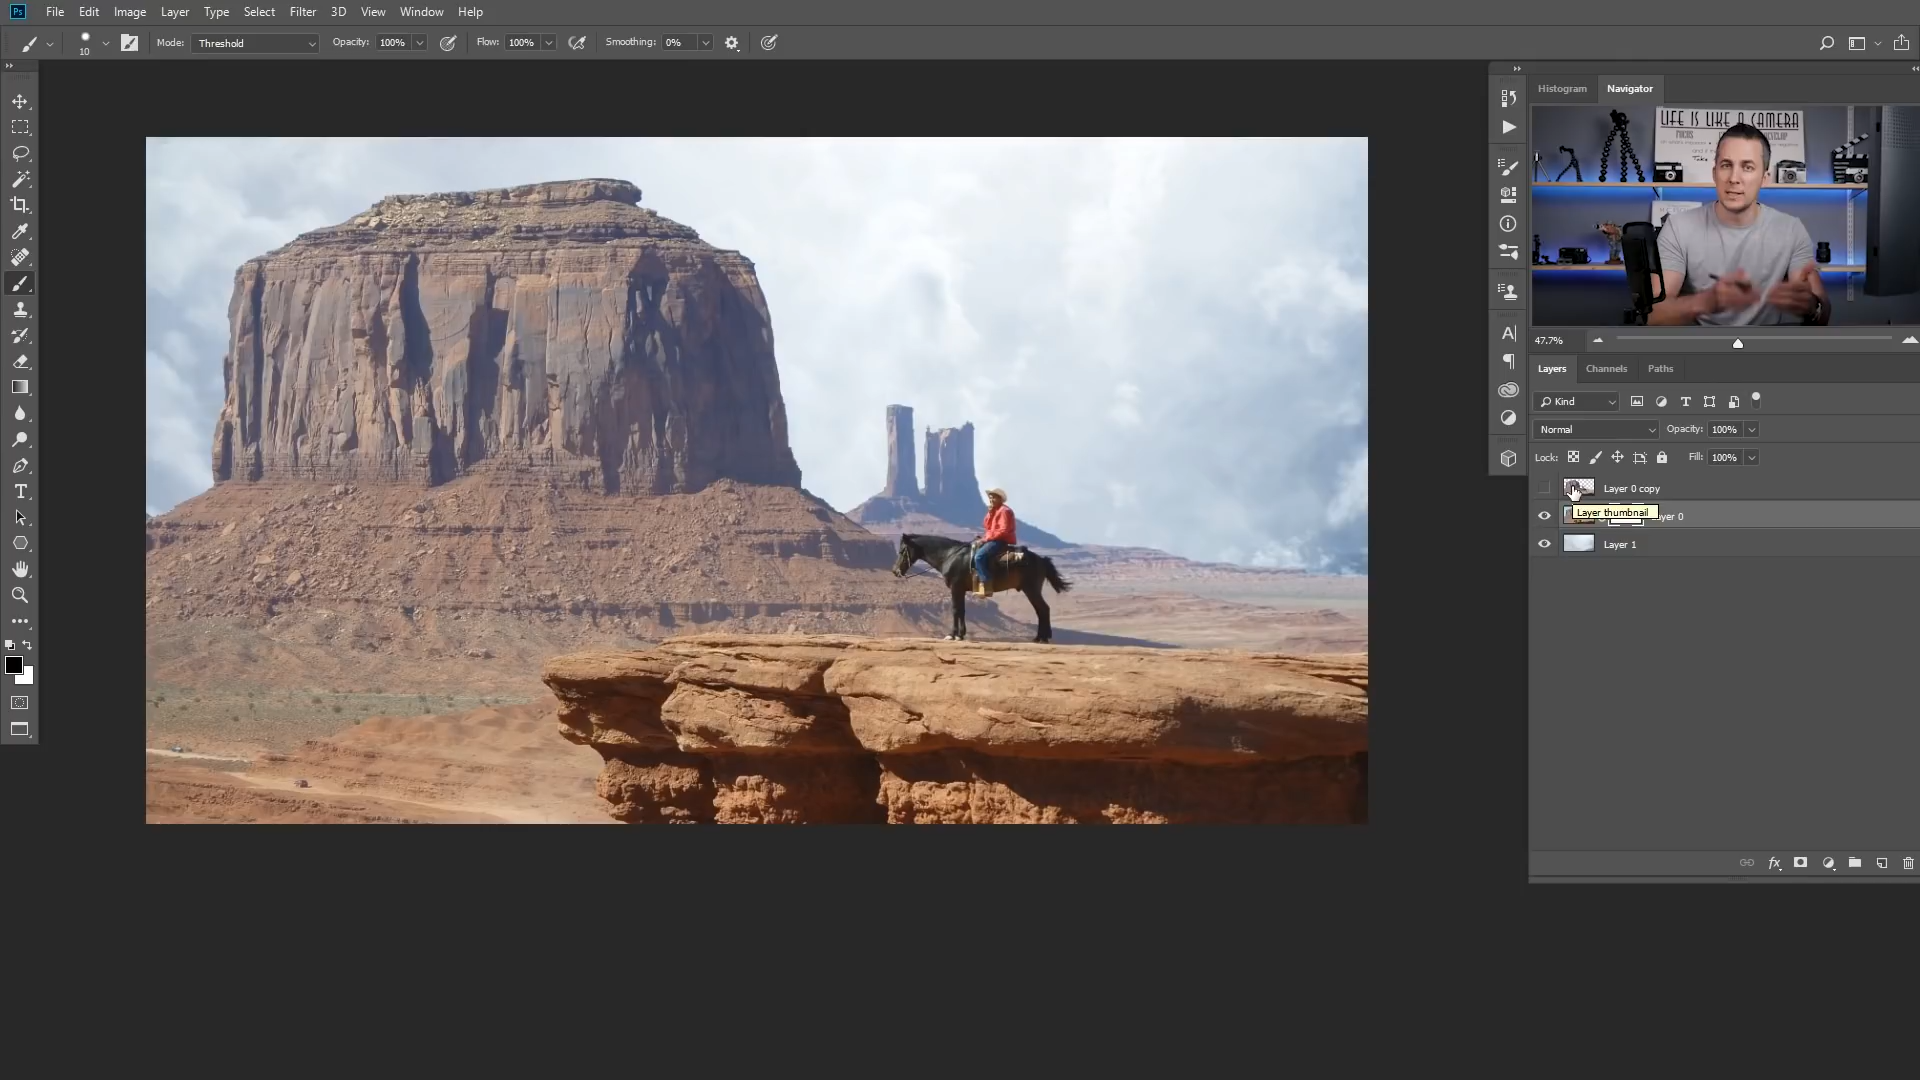 Ps File Edit Image Layer Type Select Filter 3D View Window Help
10 Mode: Threshold Opacity: 100% Flow: 100% Smoothing: 0%
Histogram Navigator
LIFE IS LIKE A CAMERA
47.7%
Layers Channels Paths
Kind
Normal Opacity: 100%
Lock: Fill: 100%
Layer 0 copy
Layer thumbnail
ayer 0
Layer 1
fx